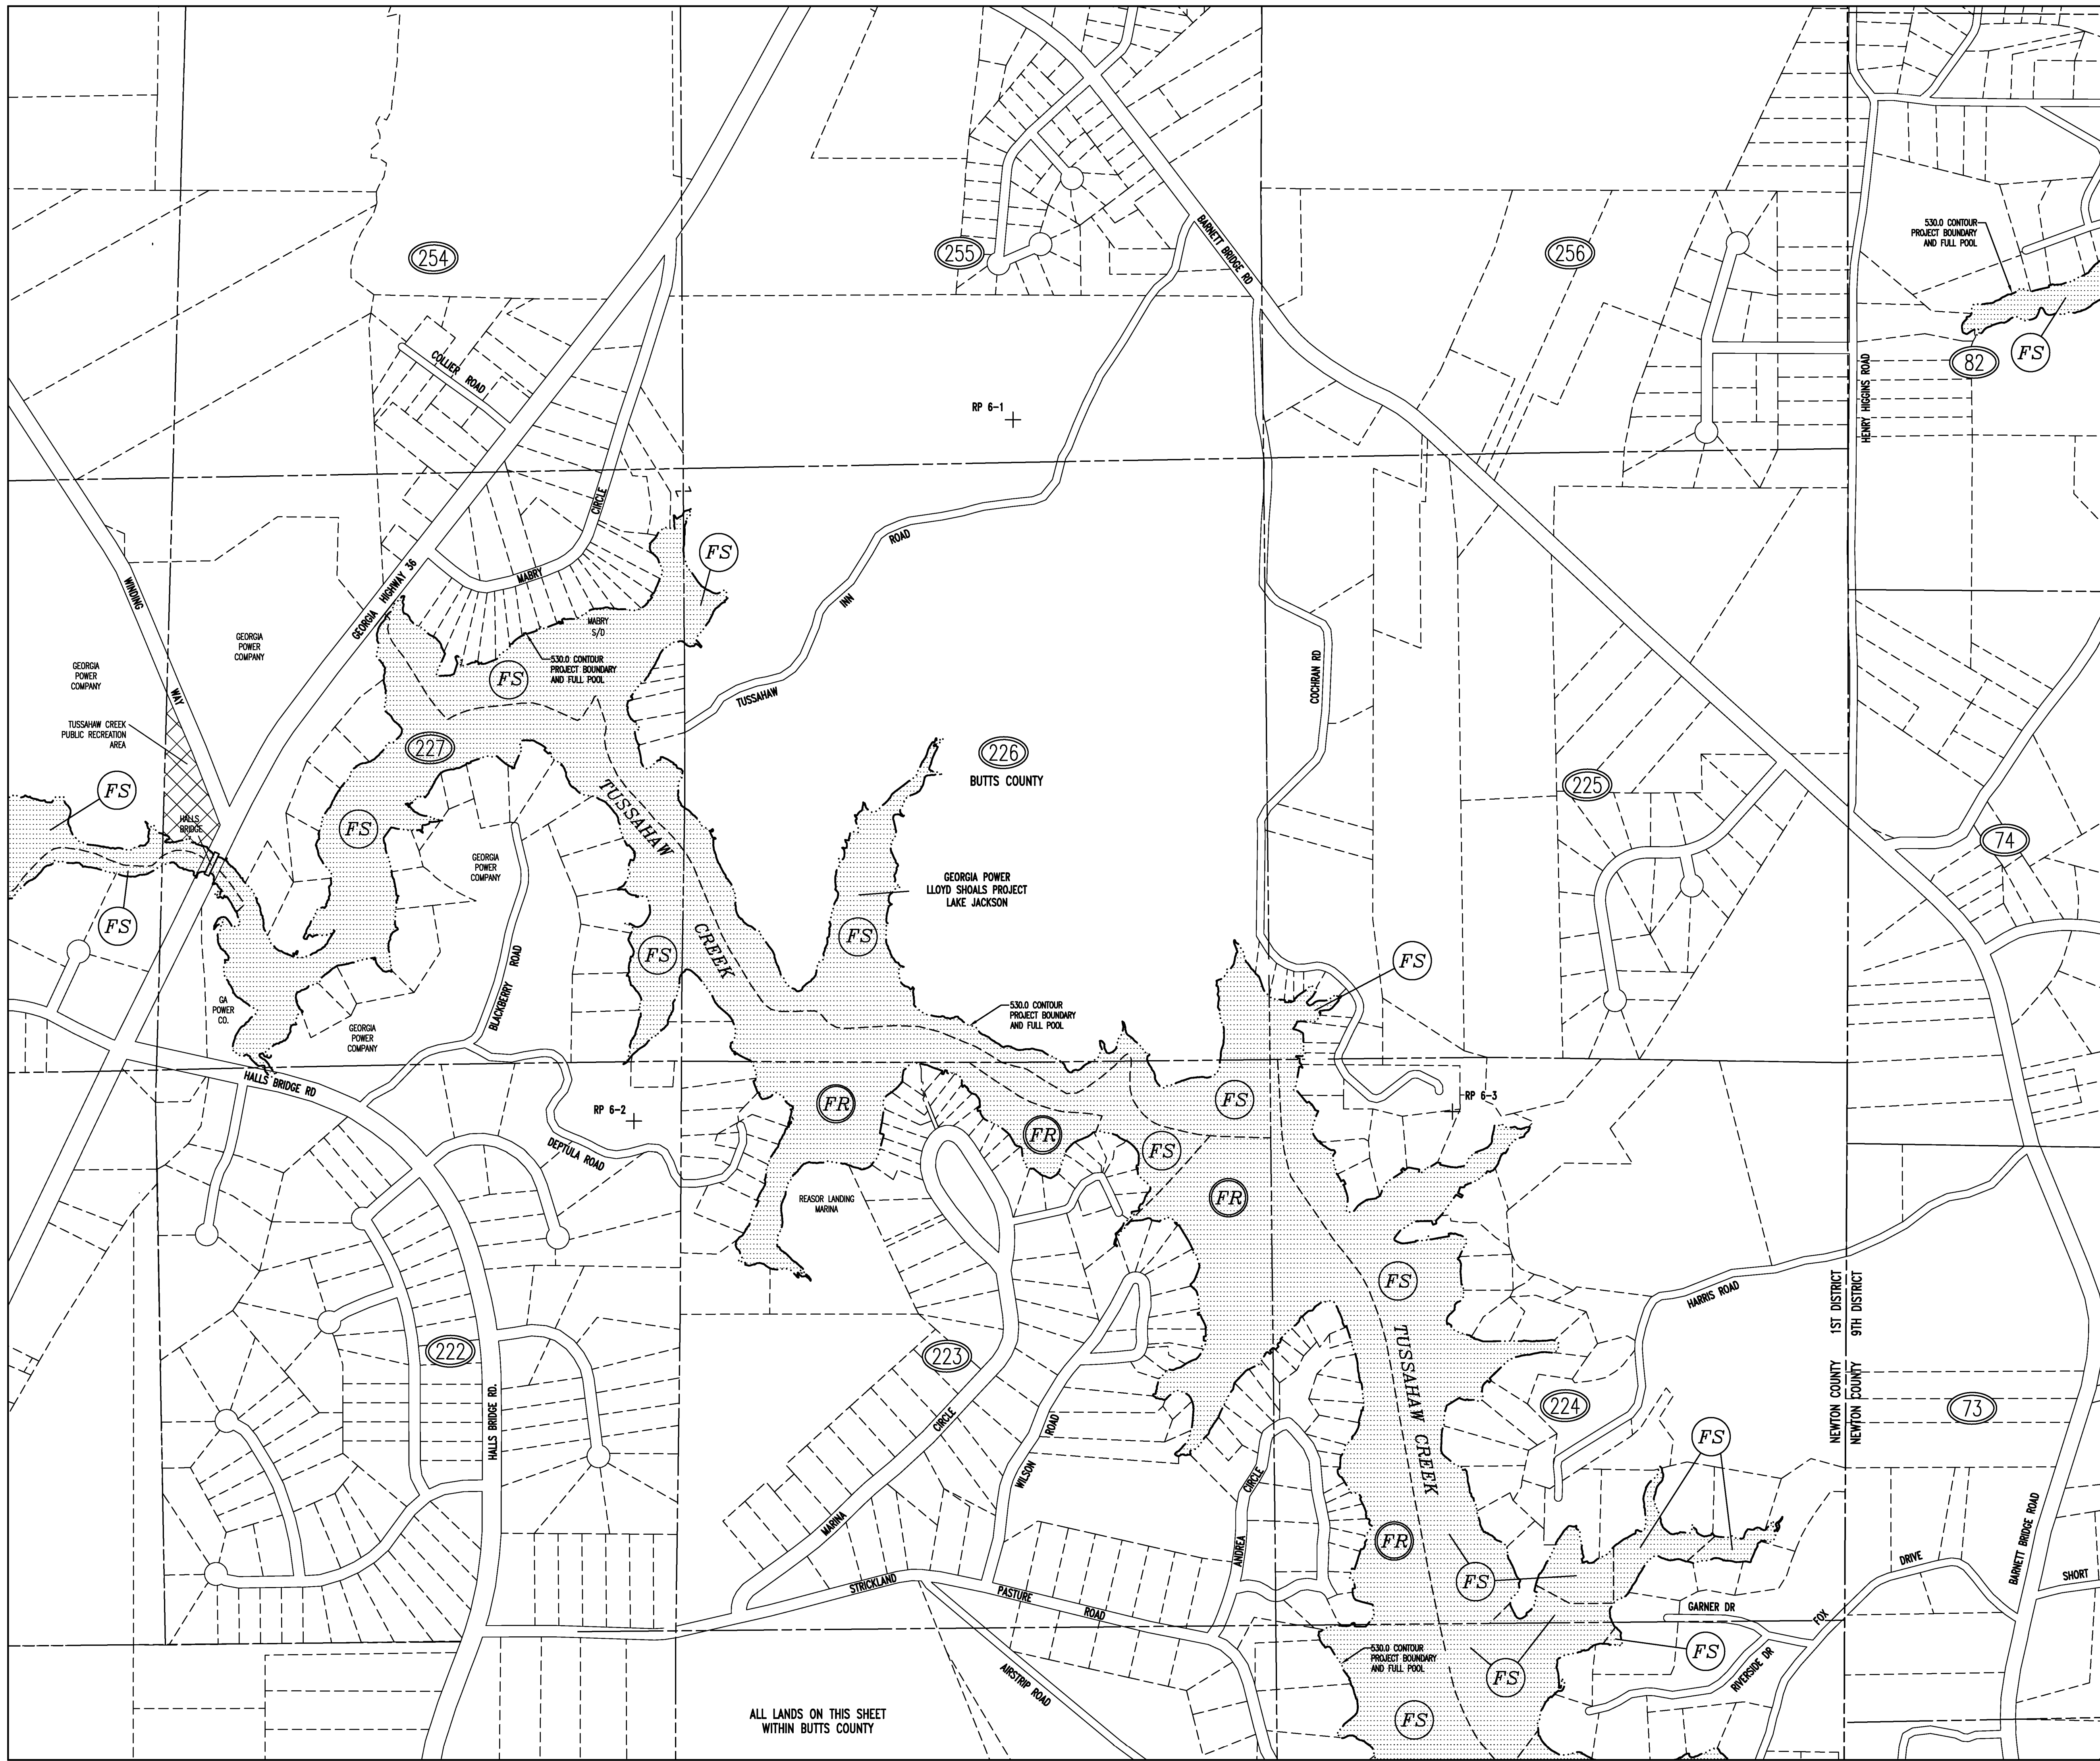 254
255
BARNETT BRIDGE RD
256
530.0 CONTOUR
PROJECT BOUNDARY
AND FULL POOL
FS
82
HENRY HIGGINS ROAD
COLLIER ROAD
RP 6-1
CIRCLE
MABRY
GEORGIA HIGHWAY 36
FS
ROAD
INN
TUSSAHAW
WINDING
WAY
GEORGIA
POWER
COMPANY
GEORGIA
POWER
COMPANY
MABRY
S/D
530.0 CONTOUR
PROJECT BOUNDARY
AND FULL POOL
FS
COCHRAN RD
TUSSAHAW CREEK
PUBLIC RECREATION
AREA
227
226
BUTTS COUNTY
225
FS
HALLS
BRIDGE
FS
TUSSAHAW
CREEK
74
GEORGIA
POWER
COMPANY
GEORGIA POWER
LLOYD SHOALS PROJECT
LAKE JACKSON
FS
FS
FS
FS
BLACKBERRY ROAD
GA
POWER
CO.
GEORGIA
POWER
COMPANY
530.0 CONTOUR
PROJECT BOUNDARY
AND FULL POOL
HALLS BRIDGE RD
RP 6-2
FR
FR
FS
FS
RP 6-3
DEPTULA ROAD
REASOR LANDING
MARINA
FR
FS
HARRIS ROAD
1ST DISTRICT
9TH DISTRICT
NEWTON COUNTY
NEWTON COUNTY
222
223
TUSSAHAW CREEK
224
73
HALLS BRIDGE RD.
MARINA
CIRCLE
WILSON
ROAD
ANDREA
CIRCLE
FS
FR
FS
STRICKLAND
PASTURE
ROAD
GARNER DR
FOX
DRIVE
BARNETT BRIDGE ROAD
SHORT
RIVERSIDE DR
FS
FS
530.0 CONTOUR
PROJECT BOUNDARY
AND FULL POOL
FS
AIRSTRIP ROAD
ALL LANDS ON THIS SHEET
WITHIN BUTTS COUNTY